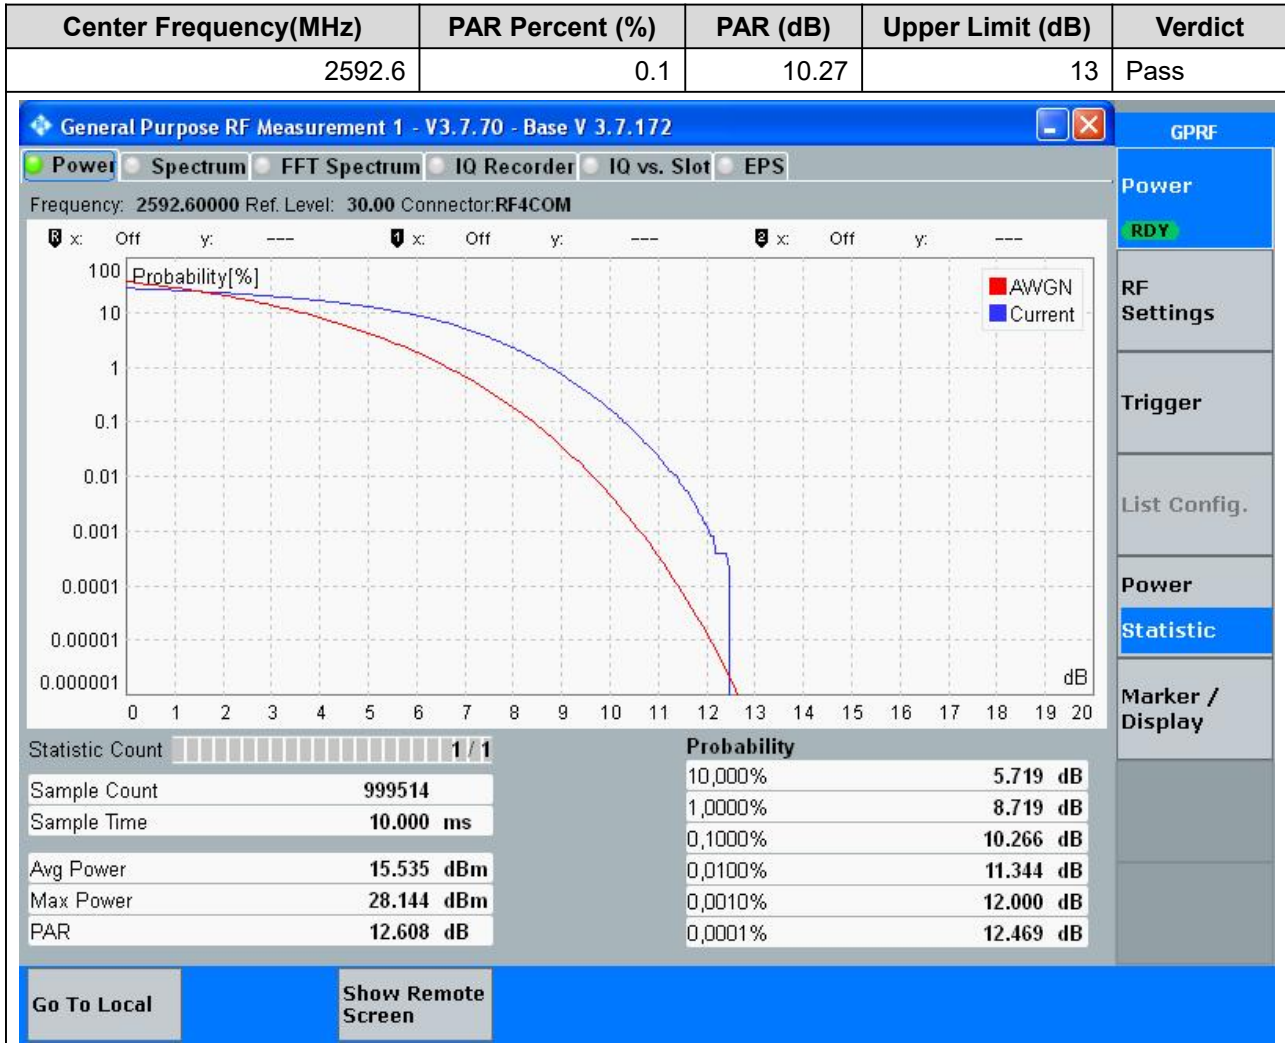 Center Frequency(MHz) PAR Percent (%) PAR (dB) Upper Limit (dB) Verdict
2592.6 0.1 10.27 13 Pass
General Purpose RF Measurement 1 - V3.7.70 - Base V 3.7.172
GPRF
Power Spectrum FFT Spectrum IQ Recorder IQ vs. Slot EPS
Frequency: 2592.60000 Ref. Level: 30.00 Connector:RF4COM
R x: Off y: --- 1 x: Off y: --- 2 x: Off y: ---
Probability[%]
AWGN
Current
100
10
1
0.1
0.01
0.001
0.0001
0.00001
0.000001
dB
0 1 2 3 4 5 6 7 8 9 10 11 12 13 14 15 16 17 18 19 20
Statistic Count 1 / 1
Sample Count 999514
Sample Time 10.000 ms
Avg Power 15.535 dBm
Max Power 28.144 dBm
PAR 12.608 dB
Probability
10,000% 5.719 dB
1,0000% 8.719 dB
0,1000% 10.266 dB
0,0100% 11.344 dB
0,0010% 12.000 dB
0,0001% 12.469 dB
Power
RDY
RF
Settings
Trigger
List Config.
Power
Statistic
Marker /
Display
Go To Local
Show Remote
Screen